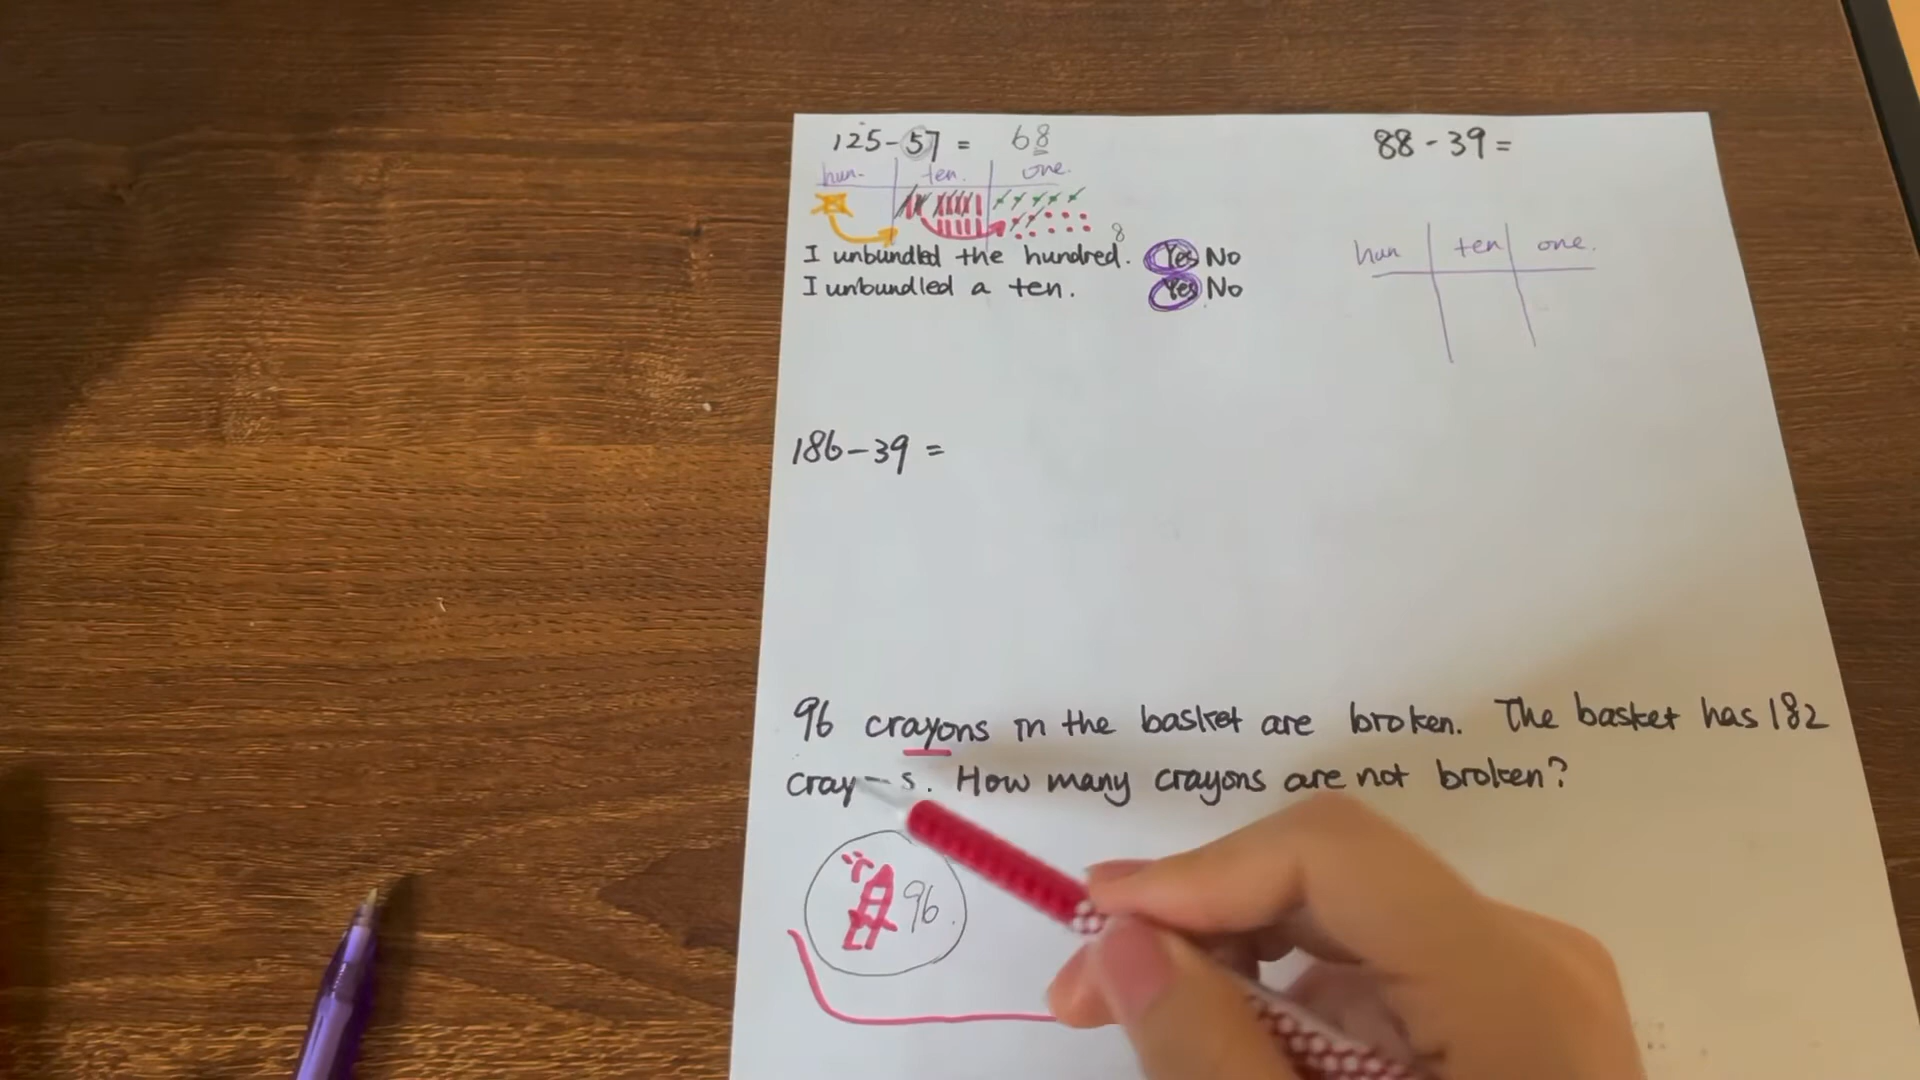 125-57 = 68
hun- ten. one.
8
I unbundled the hundred. Yes No
I unbundled a ten. Yes No
88 - 39 =
hun ten one.
186-39 =
96 crayons in the basket are broken. The basket has 182
How many crayons are not broken?
96